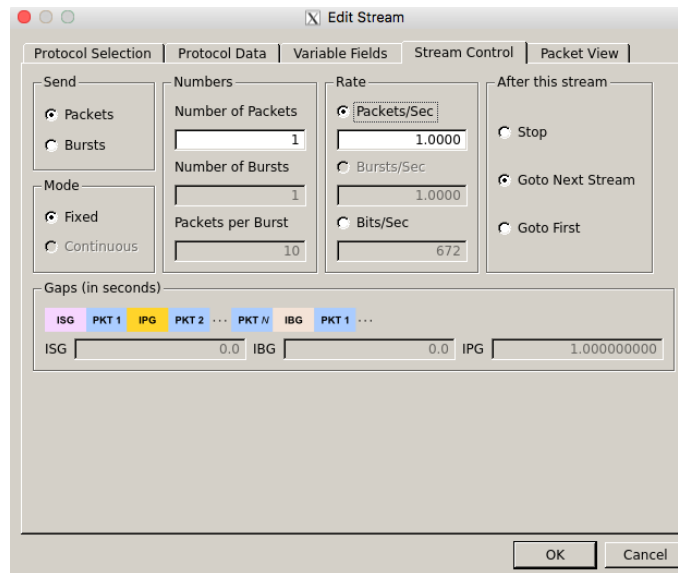 X Edit Stream
Protocol Selection Protocol Data Variable Fields Stream Control Packet View
Send
Packets
Bursts
Mode
Fixed
Continuous
Numbers
Number of Packets
1
Number of Bursts
1
Packets per Burst
10
Rate
Packets/Sec
1.0000
Bursts/Sec
1.0000
Bits/Sec
672
After this stream
Stop
Goto Next Stream
Goto First
Gaps (in seconds)
ISG PKT 1 IPG PKT 2 ··· PKT N IBG PKT 1 ···
ISG 0.0 IBG 0.0 IPG 1.000000000
OK Cancel